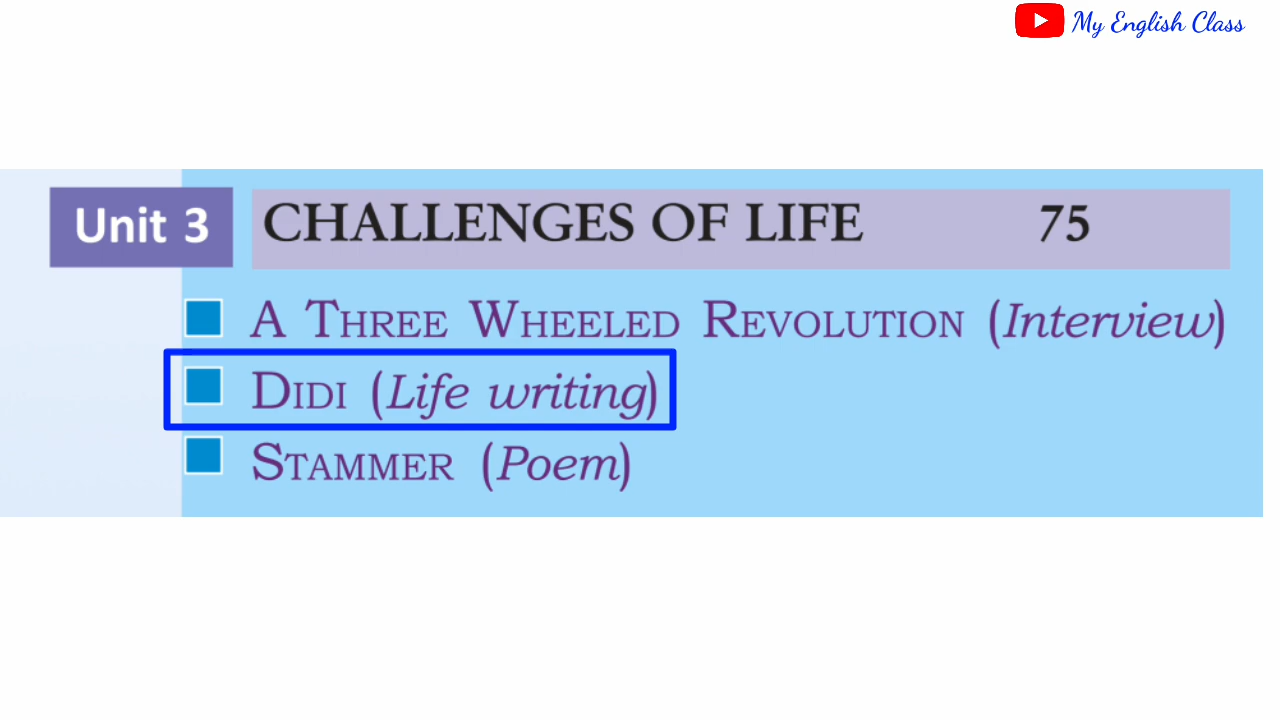 My English Class
Unit 3 CHALLENGES OF LIFE 75
A THREE WHEELED REVOLUTION (Interview)
DIDI (Life writing)
STAMMER (Poem)